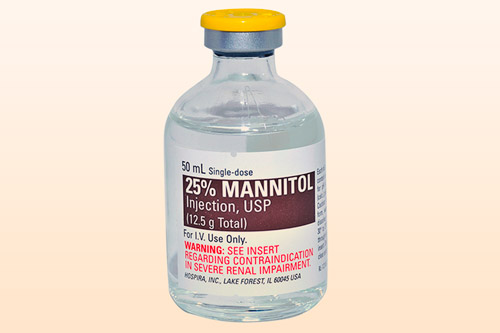 50 mL Single-dose
25% MANNITOL
Injection, USP
(12.5 g Total)
For I.V. Use Only.
WARNING: SEE INSERT
REGARDING CONTRAINDICATION
IN SEVERE RENAL IMPAIRMENT.
HOSPIRA, INC., LAKE FOREST, IL 60045 USA